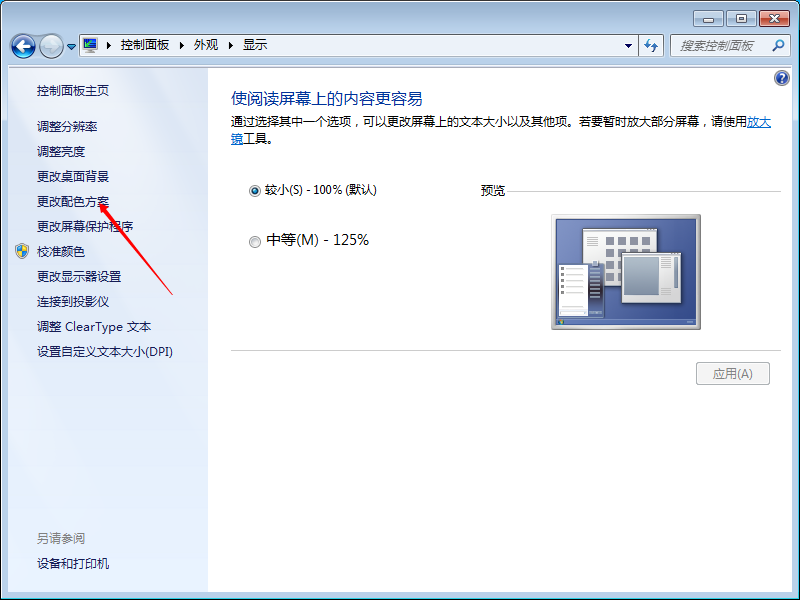 控制面板 ▸ 外观 ▸ 显示
搜索控制面板
控制面板主页
调整分辨率
调整亮度
更改桌面背景
更改配色方案
更改屏幕保护程序
校准颜色
更改显示器设置
连接到投影仪
调整 ClearType 文本
设置自定义文本大小(DPI)
另请参阅
设备和打印机
使阅读屏幕上的内容更容易
通过选择其中一个选项，可以更改屏幕上的文本大小以及其他项。若要暂时放大部分屏幕，请使用放大
镜工具。
较小(S) - 100% (默认)
预览
中等(M) - 125%
应用(A)